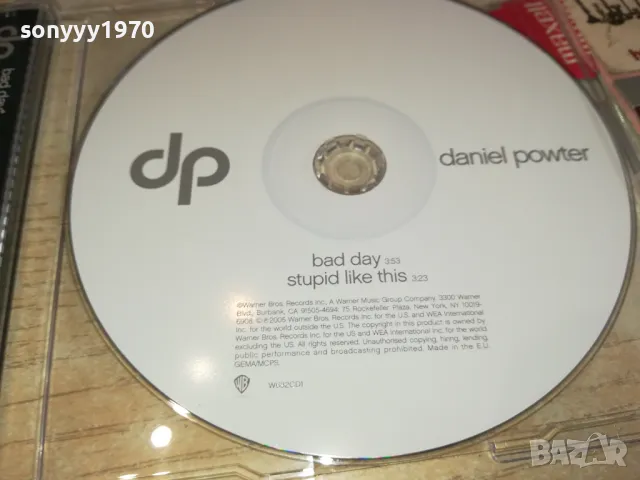 sonyyy1970
dp
bad day
maxell
dp
daniel powter
bad day 3:53
stupid like this 3:23
®Warner Bros. Records Inc., A Warner Music Group Company, 3300 Warner
Blvd., Burbank, CA 91505-4694; 75 Rockefeller Plaza, New York, NY 10019-
6908. © ℗ 2005 Warner Bros. Records Inc. for the U.S. and WEA International
Inc. for the world outside the U.S. The copyright in this product is owned by
Warner Bros. Records Inc. for the US and WEA International Inc. for the world
excluding the US. All rights reserved. Unauthorised copying, hiring, lending,
public performance and broadcasting prohibited. Made in the E.U.
GEMA/MCPS.
WB
BAZAR
bg